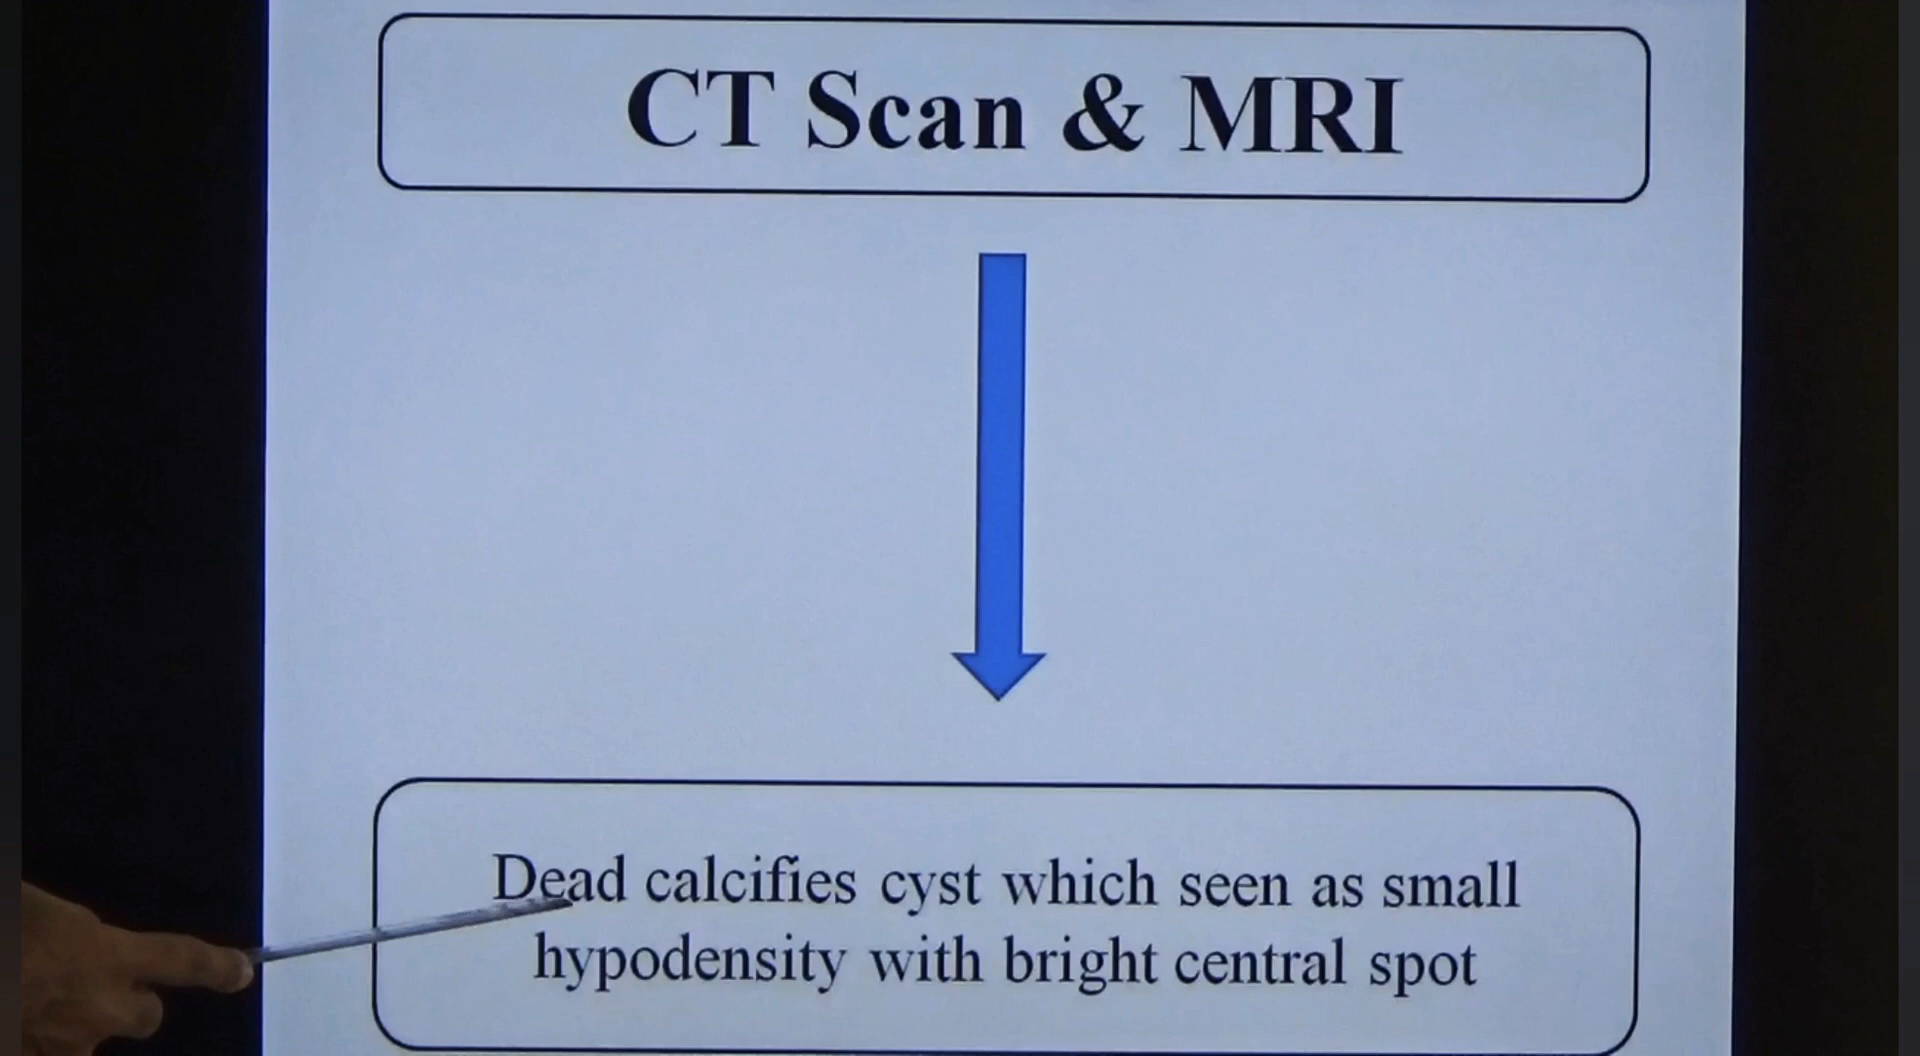 CT Scan & MRI
Dead calcifies cyst which seen as small
hypodensity with bright central spot